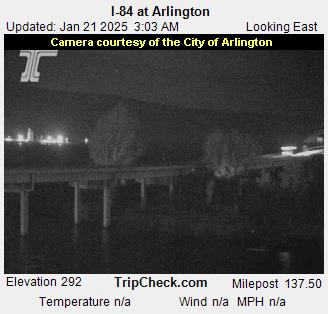 I-84 at Arlington
Updated: Jan 21 2025  3:03 AM Looking East
Camera courtesy of the City of Arlington
Elevation 292 TripCheck.com Milepost 137.50
Temperature n/a Wind n/a MPH n/a